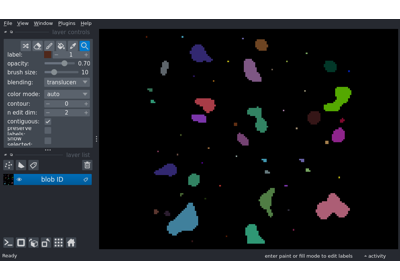 File View Window Plugins Help
layer controls
label: 1
opacity: 0.70
brush size: 10
blending: translucen
color mode: auto
contour: 0
n edit dim: 2
contiguous: ✓
preserve labels:
show selected:
layer list
blob ID
Ready enter paint or fill mode to edit labels activity